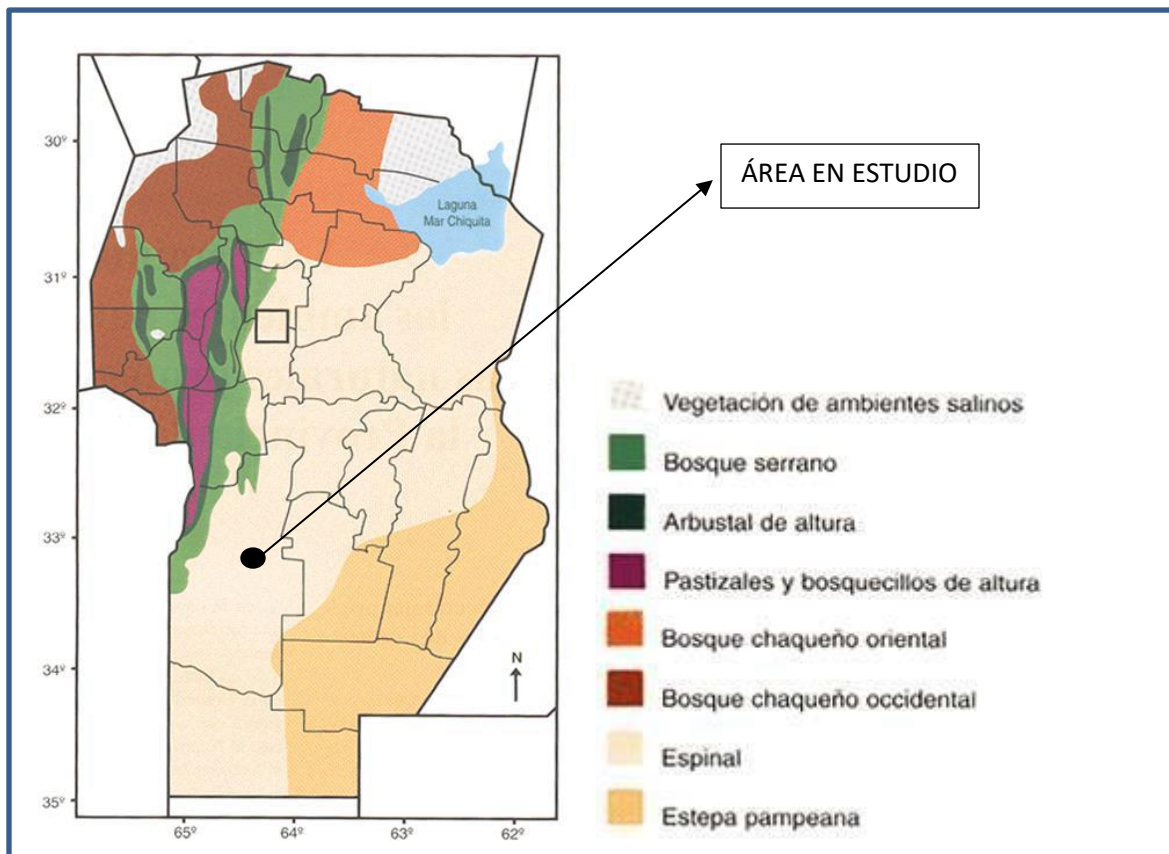 ÁREA EN ESTUDIO
30º
31º
32º
33º
34º
35º
65º
64º
63º
62º
Laguna
Mar Chiquita
N
Vegetación de ambientes salinos
Bosque serrano
Arbustal de altura
Pastizales y bosquecillos de altura
Bosque chaqueño oriental
Bosque chaqueño occidental
Espinal
Estepa pampeana